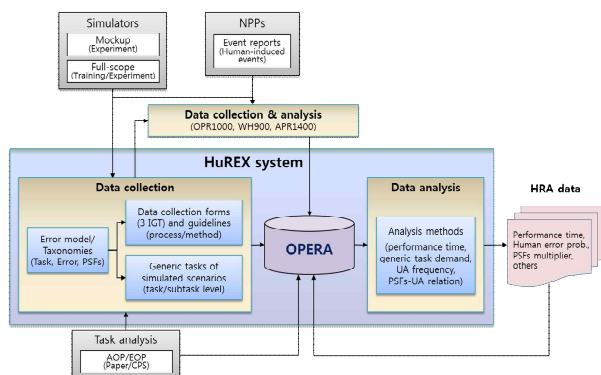 Simulators
Mockup
(Experiment)
Full-scope
(Training/Experiment)
NPPs
Event reports
(Human-induced
events)
Data collection & analysis
(OPR1000, WH900, APR1400)
HuREX system
Data collection
Error model/
Taxonomies
(Task, Error, PSFs)
Data collection forms
(3 IGT) and guidelines
(process/method)
Generic tasks of
simulated scenarios
(task/subtask level)
OPERA
Data analysis
Analysis methods
(performance time,
generic task demand,
UA frequency,
PSFs-UA relation)
HRA data
Performance time,
Human error prob.,
PSFs multiplier,
others
Task analysis
AOP/EOP
(Paper/CPS)